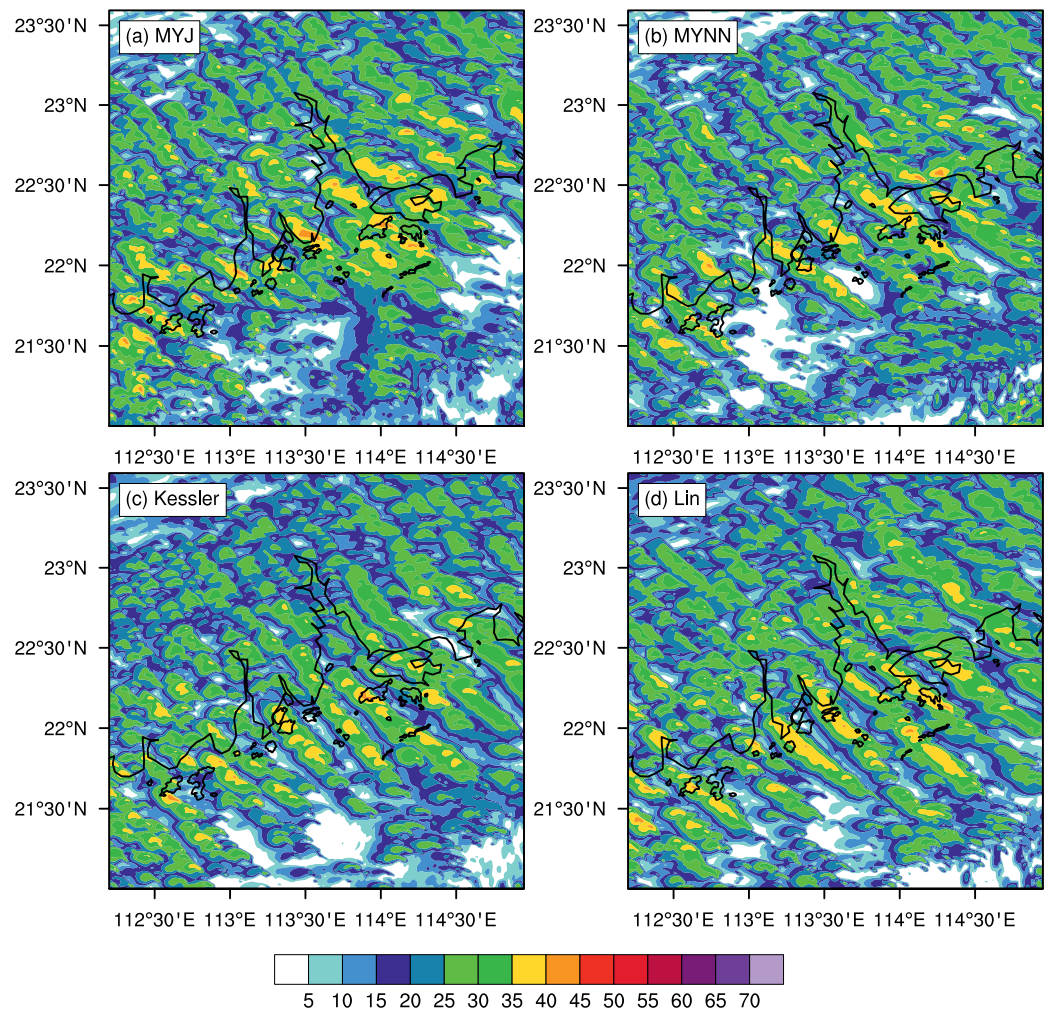 (a) MYJ
(b) MYNN
23°30'N
23°N
22°30'N
22°N
21°30'N
23°30'N
23°N
22°30'N
22°N
21°30'N
112°30'E 113°E 113°30'E 114°E 114°30'E
112°30'E 113°E 113°30'E 114°E 114°30'E
(c) Kessler
(d) Lin
23°30'N
23°N
22°30'N
22°N
21°30'N
23°30'N
23°N
22°30'N
22°N
21°30'N
112°30'E 113°E 113°30'E 114°E 114°30'E
112°30'E 113°E 113°30'E 114°E 114°30'E
5 10 15 20 25 30 35 40 45 50 55 60 65 70